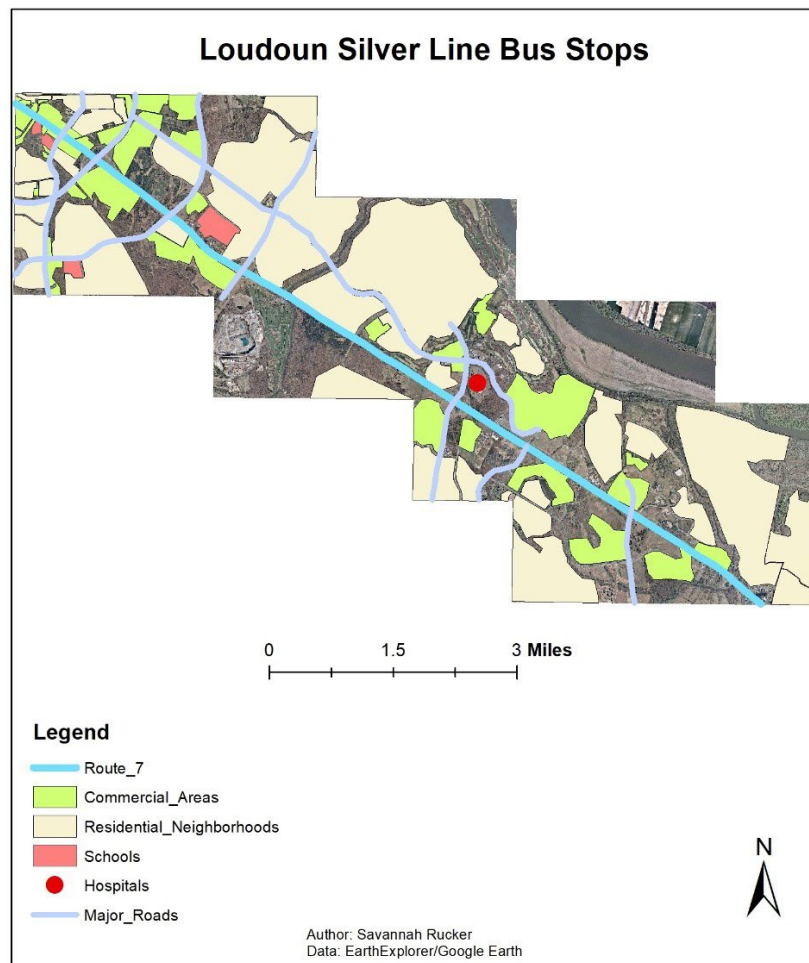 Loudoun Silver Line Bus Stops
0 1.5 3 Miles
Legend
Route_7
Commercial_Areas
Residential_Neighborhoods
Schools
Hospitals
Major_Roads
N
Author: Savannah Rucker
Data: EarthExplorer/Google Earth